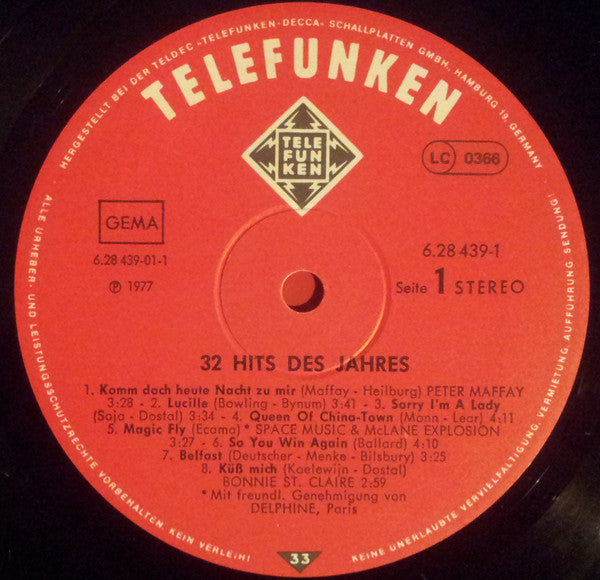 HERGESTELLT BEI DER TELDEC »TELEFUNKEN-DECCA« SCHALLPLATTEN GMBH, HAMBURG 19, GERMANY
TELEFUNKEN
TELE
FUN
KEN
LC 0366
GEMA
6.28 439-01-1
℗ 1977
6.28 439-1
Seite 1 STEREO
32 HITS DES JAHRES
1. Komm doch heute Nacht zu mir (Maffay - Heilburg) PETER MAFFAY
3:28 - 2. Lucille (Bowling - Bynum) 3:41 - 3. Sorry I'm A Lady
(Soja - Dostal) 3:34 - 4. Queen Of China-Town (Monn - Lear) 4:11
5. Magic Fly (Ecama) * SPACE MUSIC & McLANE EXPLOSION
3:27 - 6. So You Win Again (Ballard) 4:10
7. Belfast (Deutscher - Menke - Bilsbury) 3:25
8. Küß mich (Kaelewijn - Dostal)
BONNIE ST. CLAIRE 2:59
* Mit freundl. Genehmigung von
DELPHINE, Paris
33
ALLE URHEBER- UND LEISTUNGSSCHUTZRECHTE VORBEHALTEN. KEIN VERLEIH!
KEINE UNERLAUBTE VERVIELFÄLTIGUNG, VERMIETUNG, AUFFÜHRUNG, SENDUNG!